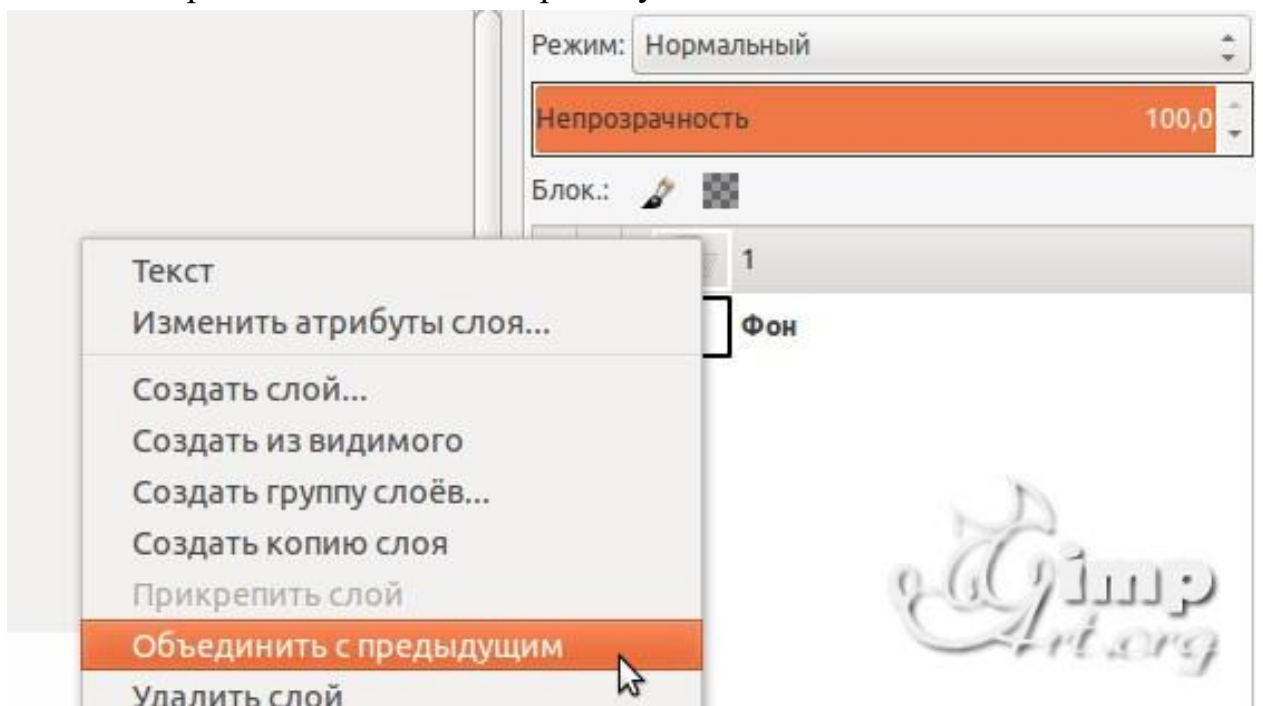 Режим: Нормальный
Непрозрачность 100,0
Блок.:
1
Фон
Текст
Изменить атрибуты слоя...
Создать слой...
Создать из видимого
Создать группу слоёв...
Создать копию слоя
Прикрепить слой
Объединить с предыдущим
Удалить слой
Gimp
Art.org